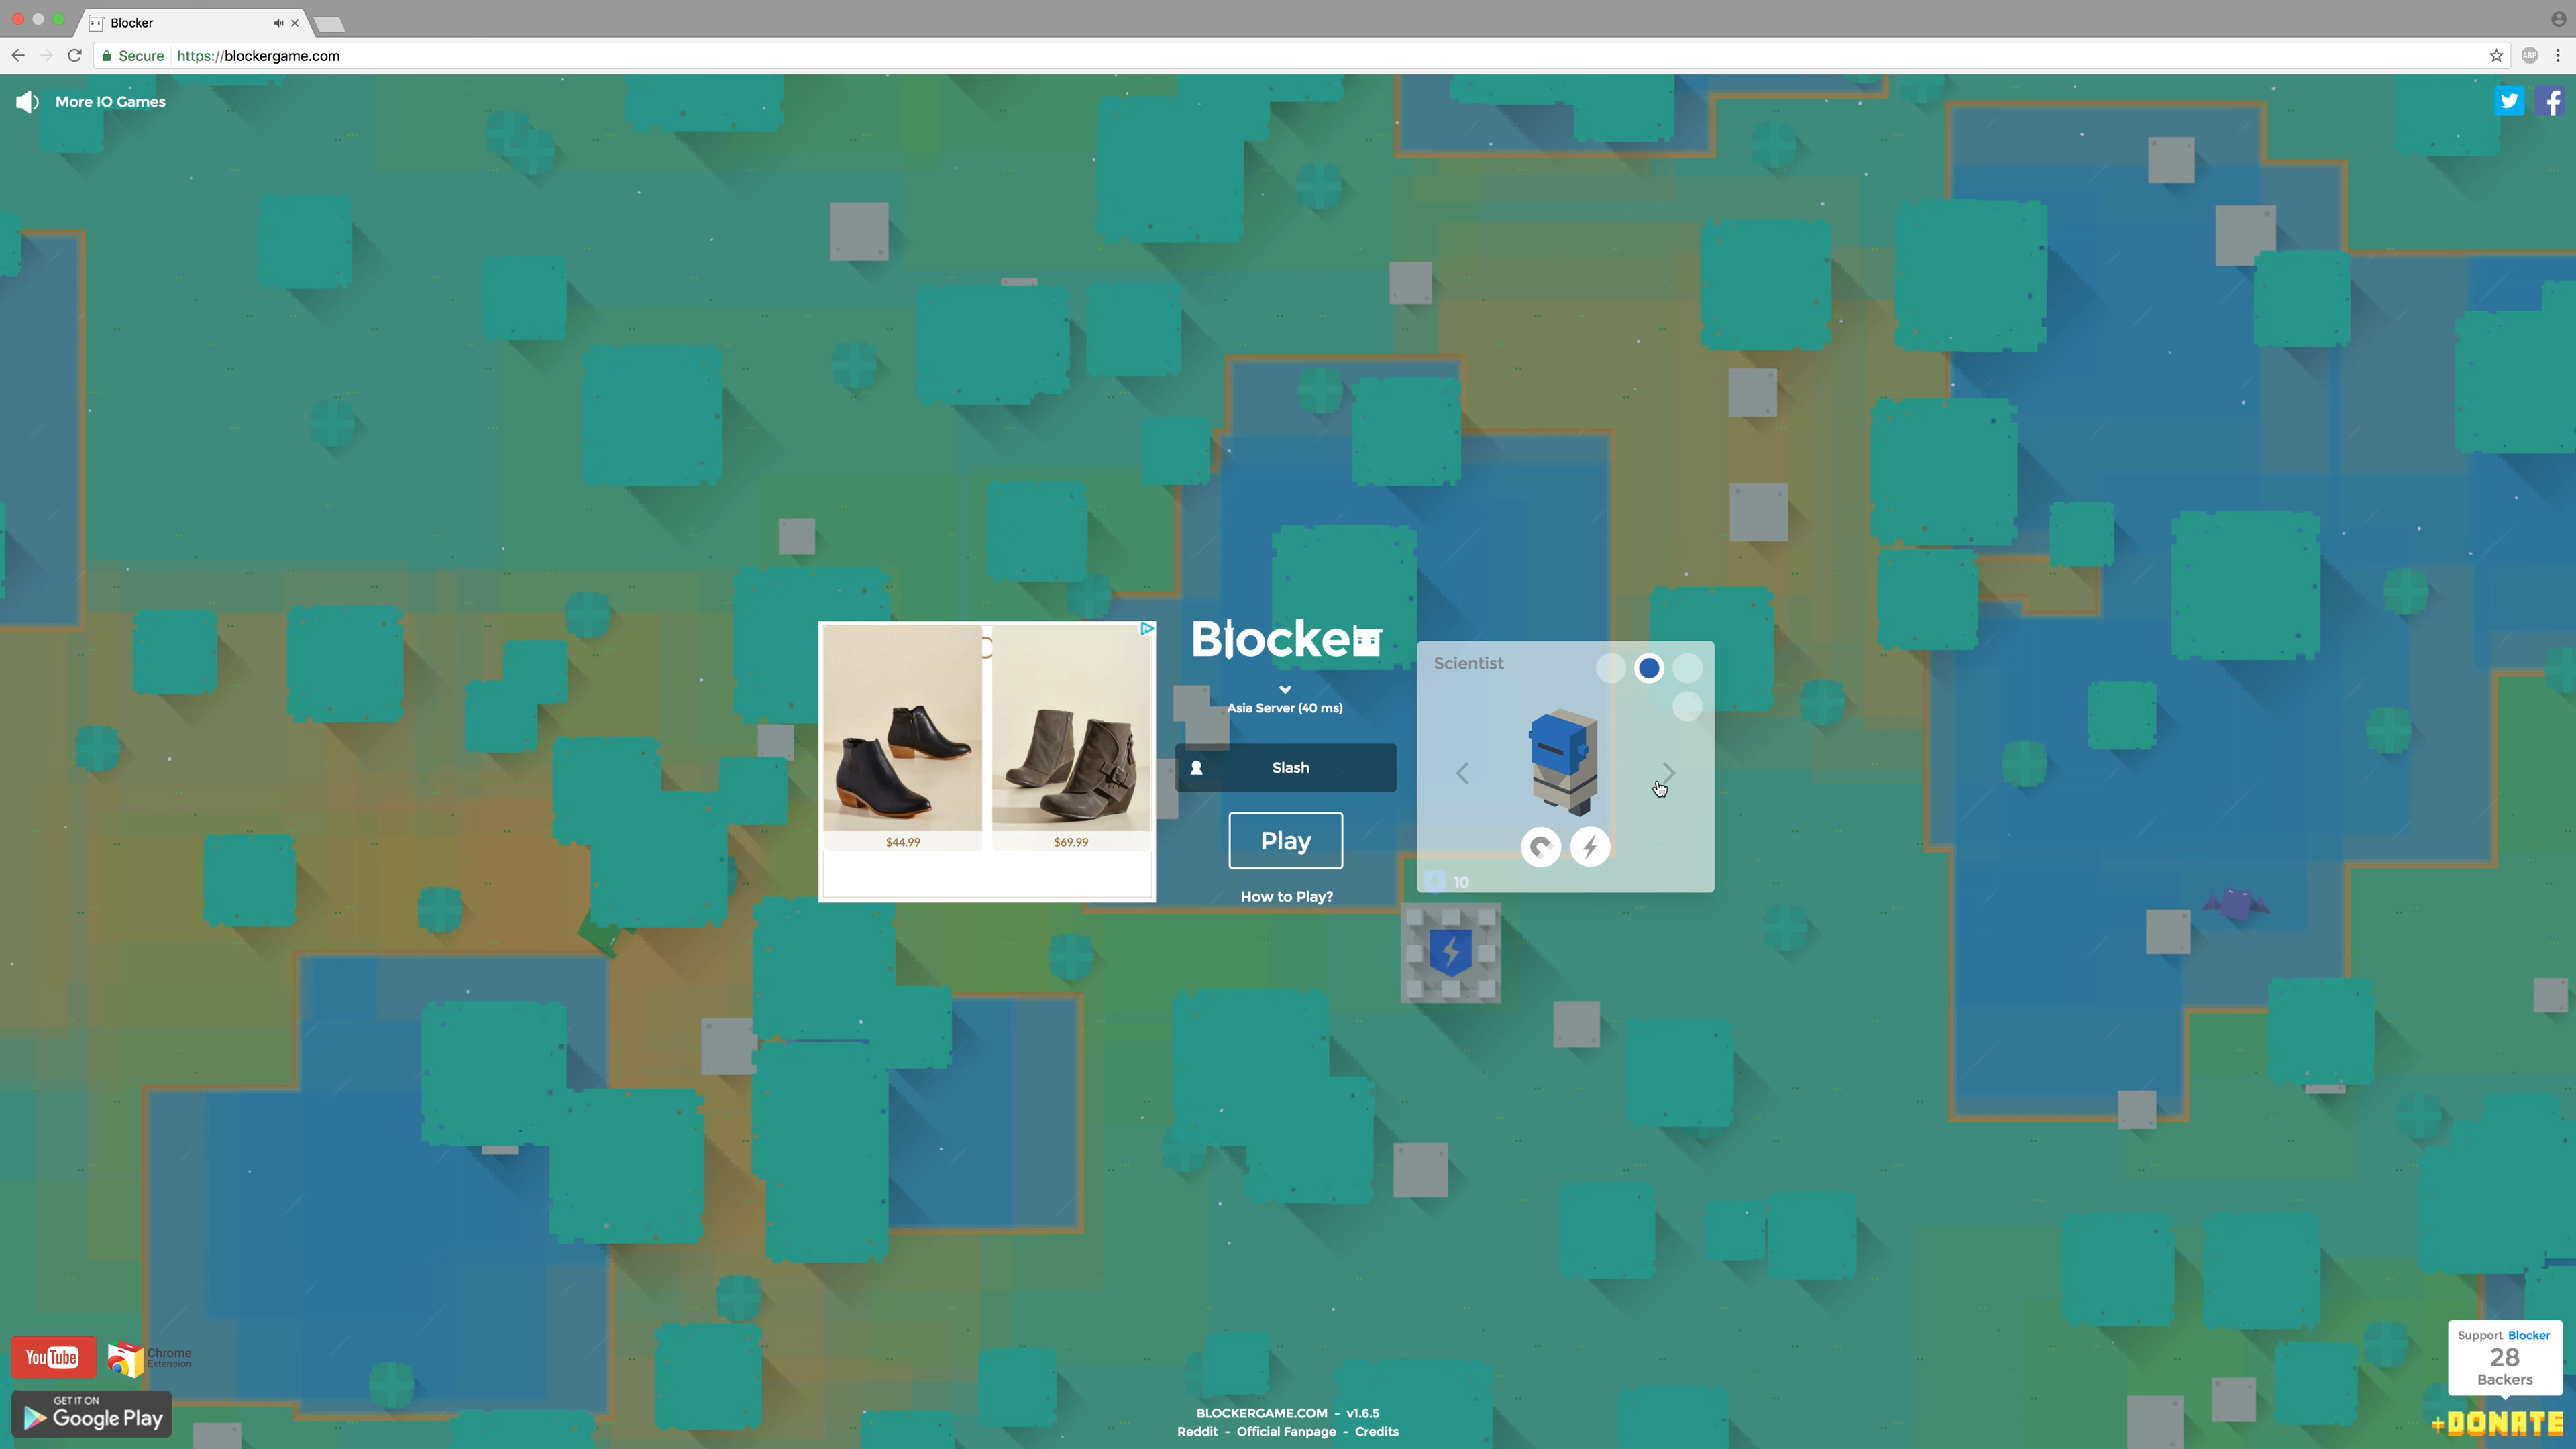 Blocker
Secure https://blockergame.com
ABP
More IO Games
Blocker
Asia Server (40 ms)
Slash
Play
How to Play?
$44.99
$69.99
Scientist
10
YouTube
Chrome
Extension
GET IT ON
Google Play
BLOCKERGAME.COM - v1.6.5
Reddit - Official Fanpage - Credits
Support Blocker
28
Backers
+DONATE